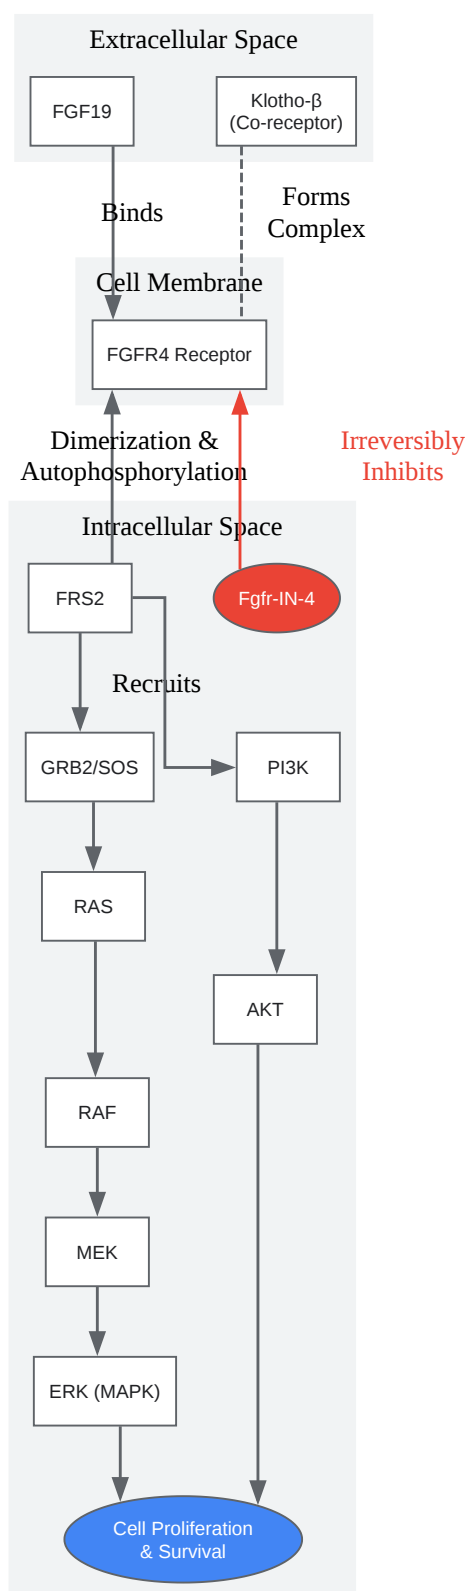 Extracellular Space
FGF19
Klotho-β
(Co-receptor)
Binds
Forms
Complex
Cell Membrane
FGFR4 Receptor
Dimerization &
Autophosphorylation
Irreversibly
Inhibits
Intracellular Space
FRS2
Fgfr-IN-4
Recruits
GRB2/SOS
PI3K
RAS
AKT
RAF
MEK
ERK (MAPK)
Cell Proliferation
& Survival